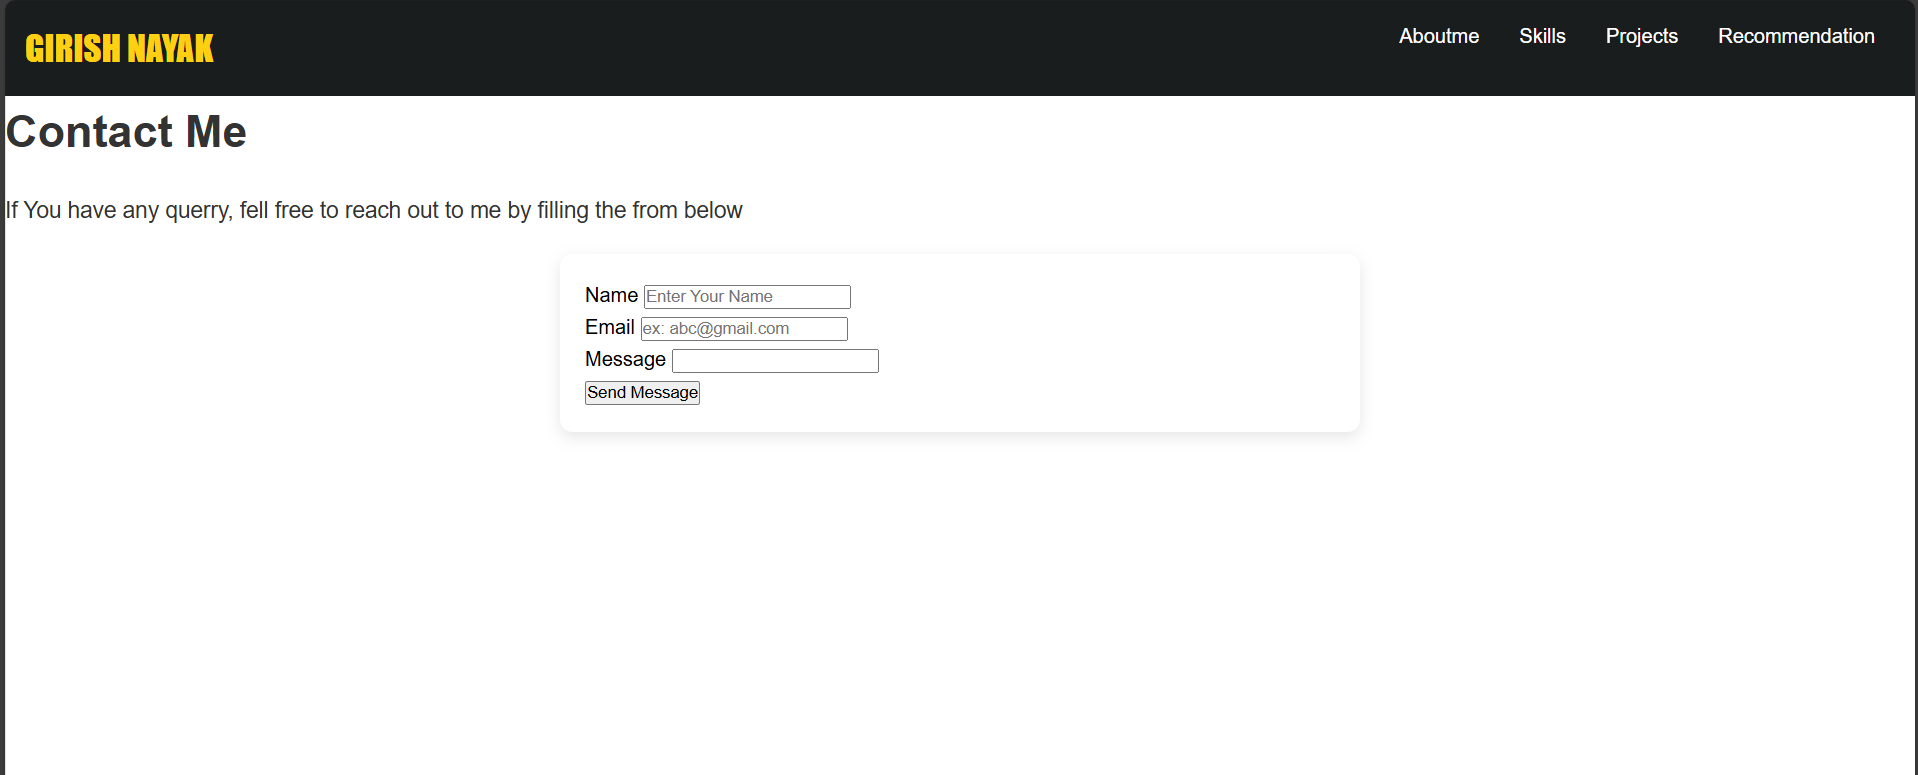 GIRISH NAYAK
Aboutme Skills Projects Recommendation
Contact Me
If You have any querry, fell free to reach out to me by filling the from below
Name Enter Your Name
Email ex: abc@gmail.com
Message
Send Message